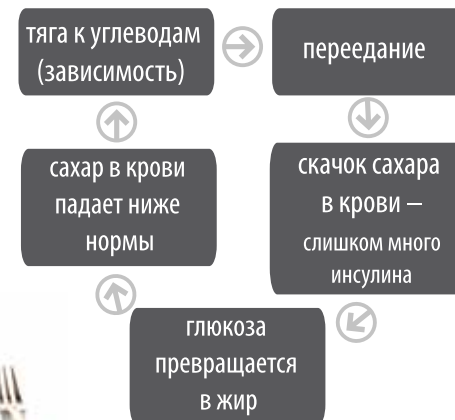 тяга к углеводам
(зависимость)
переедание
скачок сахара
в крови –
слишком много
инсулина
глюкоза
превращается
в жир
сахар в крови
падает ниже
нормы